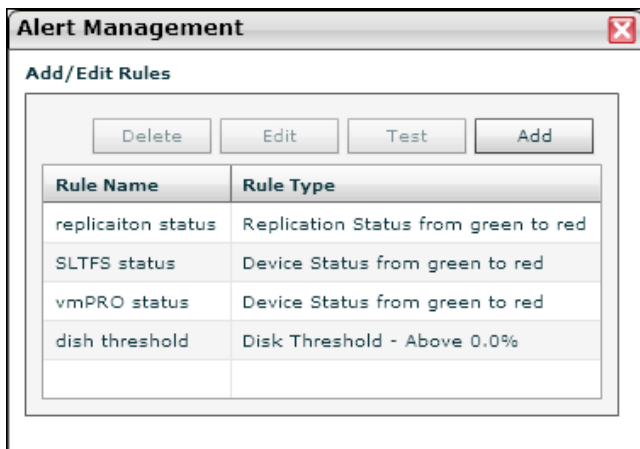 Alert Management
Add/Edit Rules
Delete Edit Test Add
Rule Name Rule Type
replicaiton status Replication Status from green to red
SLTFS status Device Status from green to red
vmPRO status Device Status from green to red
dish threshold Disk Threshold - Above 0.0%